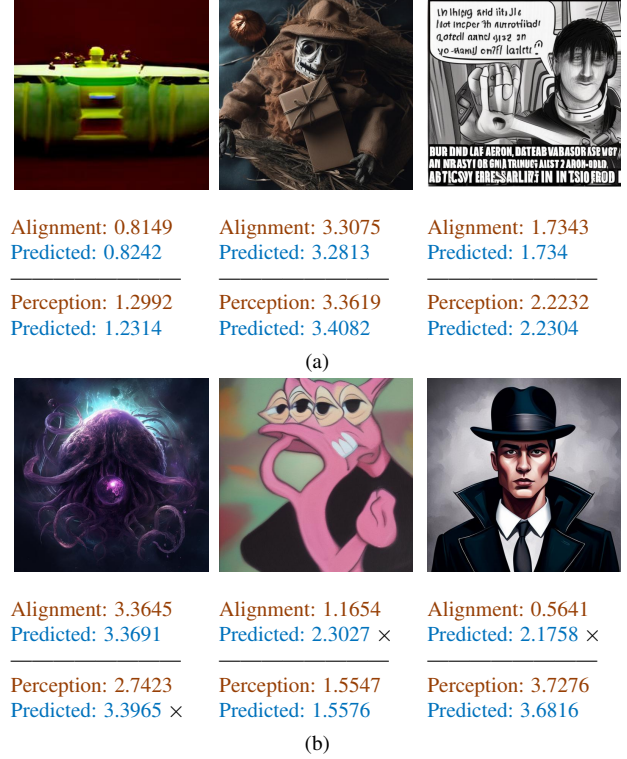 Alignment: 0.8149
Predicted: 0.8242
Perception: 1.2992
Predicted: 1.2314
Alignment: 3.3075
Predicted: 3.2813
Perception: 3.3619
Predicted: 3.4082
Alignment: 1.7343
Predicted: 1.734
Perception: 2.2232
Predicted: 2.2304
(a)
Alignment: 3.3645
Predicted: 3.3691
Perception: 2.7423
Predicted: 3.3965 ×
Alignment: 1.1654
Predicted: 2.3027 ×
Perception: 1.5547
Predicted: 1.5576
Alignment: 0.5641
Predicted: 2.1758 ×
Perception: 3.7276
Predicted: 3.6816
(b)